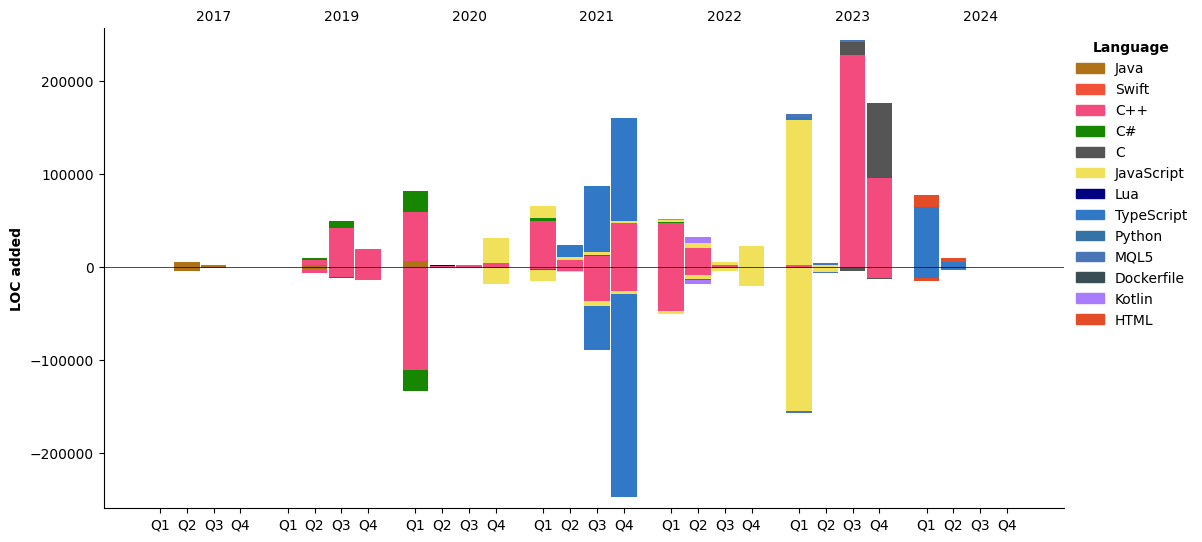 2017 2019 2020 2021 2022 2023 2024
LOC added
200000
100000
0
−100000
−200000
Q1 Q2 Q3 Q4 Q1 Q2 Q3 Q4 Q1 Q2 Q3 Q4 Q1 Q2 Q3 Q4 Q1 Q2 Q3 Q4 Q1 Q2 Q3 Q4 Q1 Q2 Q3 Q4
Language
Java
Swift
C++
C#
C
JavaScript
Lua
TypeScript
Python
MQL5
Dockerfile
Kotlin
HTML